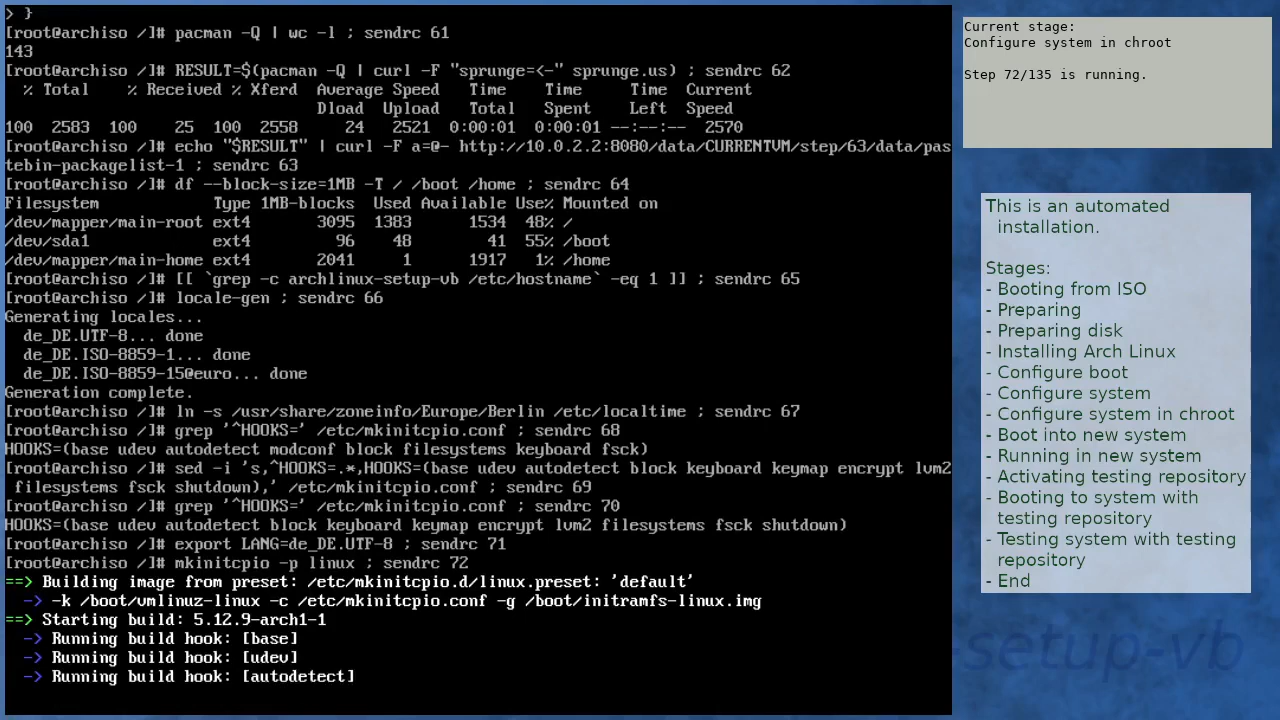 > }
[root@archiso /]# pacman -Q | wc -l ; sendrc 61
143
[root@archiso /]# RESULT=$(pacman -Q | curl -F "sprunge=<-" sprunge.us) ; sendrc 62
  % Total    % Received % Xferd  Average Speed   Time    Time     Time  Current
                                 Dload  Upload   Total   Spent    Left  Speed
100  2583  100    25  100  2558     24   2521  0:00:01  0:00:01 --:--:--  2570
[root@archiso /]# echo "$RESULT" | curl -F a=@- http://10.0.2.2:8080/data/CURRENTVM/step/63/data/pas
tebin-packagelist-1 ; sendrc 63
[root@archiso /]# df --block-size=1MB -T / /boot /home ; sendrc 64
Filesystem            Type 1MB-blocks  Used Available Use% Mounted on
/dev/mapper/main-root ext4       3095  1383      1534  48% /
/dev/sda1             ext4         96    48        41  55% /boot
/dev/mapper/main-home ext4       2041     1      1917   1% /home
[root@archiso /]# [[ `grep -c archlinux-setup-vb /etc/hostname` -eq 1 ]] ; sendrc 65
[root@archiso /]# locale-gen ; sendrc 66
Generating locales...
  de_DE.UTF-8... done
  de_DE.ISO-8859-1... done
  de_DE.ISO-8859-15@euro... done
Generation complete.
[root@archiso /]# ln -s /usr/share/zoneinfo/Europe/Berlin /etc/localtime ; sendrc 67
[root@archiso /]# grep '^HOOKS=' /etc/mkinitcpio.conf ; sendrc 68
HOOKS=(base udev autodetect modconf block filesystems keyboard fsck)
[root@archiso /]# sed -i 's,^HOOKS=.*,HOOKS=(base udev autodetect block keyboard keymap encrypt lvm2
 filesystems fsck shutdown),' /etc/mkinitcpio.conf ; sendrc 69
[root@archiso /]# grep '^HOOKS=' /etc/mkinitcpio.conf ; sendrc 70
HOOKS=(base udev autodetect block keyboard keymap encrypt lvm2 filesystems fsck shutdown)
[root@archiso /]# export LANG=de_DE.UTF-8 ; sendrc 71
[root@archiso /]# mkinitcpio -p linux ; sendrc 72
==> Building image from preset: /etc/mkinitcpio.d/linux.preset: 'default'
  -> -k /boot/vmlinuz-linux -c /etc/mkinitcpio.conf -g /boot/initramfs-linux.img
==> Starting build: 5.12.9-arch1-1
  -> Running build hook: [base]
  -> Running build hook: [udev]
  -> Running build hook: [autodetect]
Current stage:
Configure system in chroot
Step 72/135 is running.
This is an automated
installation.
Stages:
- Booting from ISO
- Preparing
- Preparing disk
- Installing Arch Linux
- Configure boot
- Configure system
- Configure system in chroot
- Boot into new system
- Running in new system
- Activating testing repository
- Booting to system with
testing repository
- Testing system with testing
repository
- End
-setup-vb